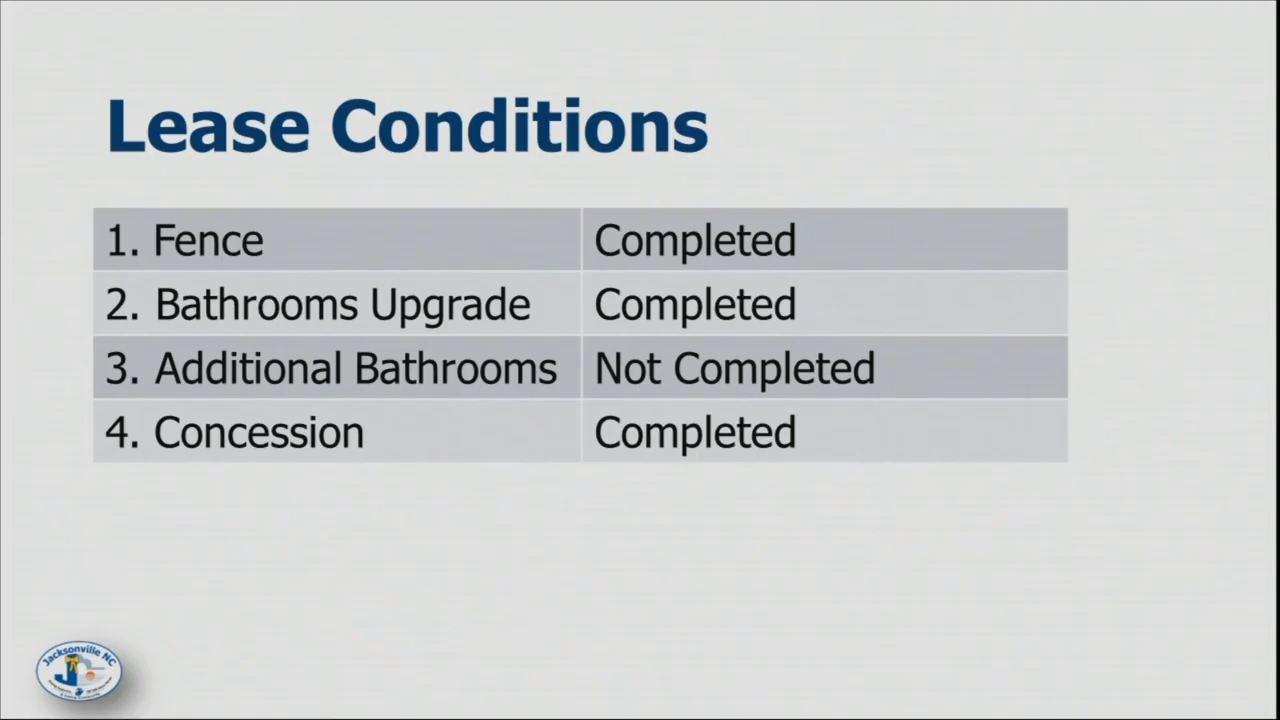 Lease Conditions
1. Fence Completed
2. Bathrooms Upgrade Completed
3. Additional Bathrooms Not Completed
4. Concession Completed
Jacksonville NC